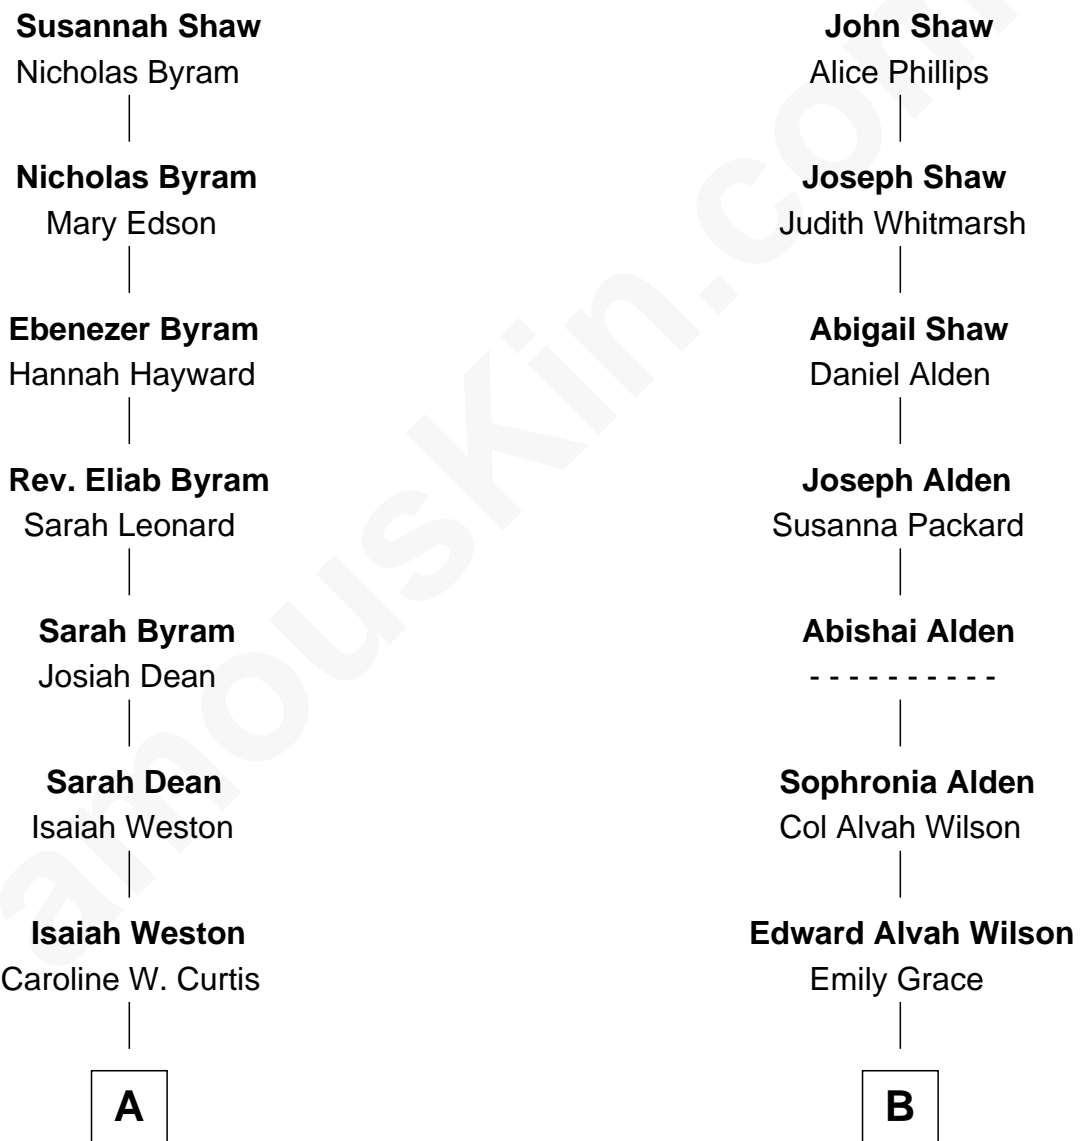 Susannah Shaw
Nicholas Byram
Nicholas Byram
Mary Edson
Ebenezer Byram
Hannah Hayward
Rev. Eliab Byram
Sarah Leonard
Sarah Byram
Josiah Dean
Sarah Dean
Isaiah Weston
Isaiah Weston
Caroline W. Curtis
A
John Shaw
Alice Phillips
Joseph Shaw
Judith Whitmarsh
Abigail Shaw
Daniel Alden
Joseph Alden
Susanna Packard
Abishai Alden
- - - - - - - - - -
Sophronia Alden
Col Alvah Wilson
Edward Alvah Wilson
Emily Grace
B
amouskin.com